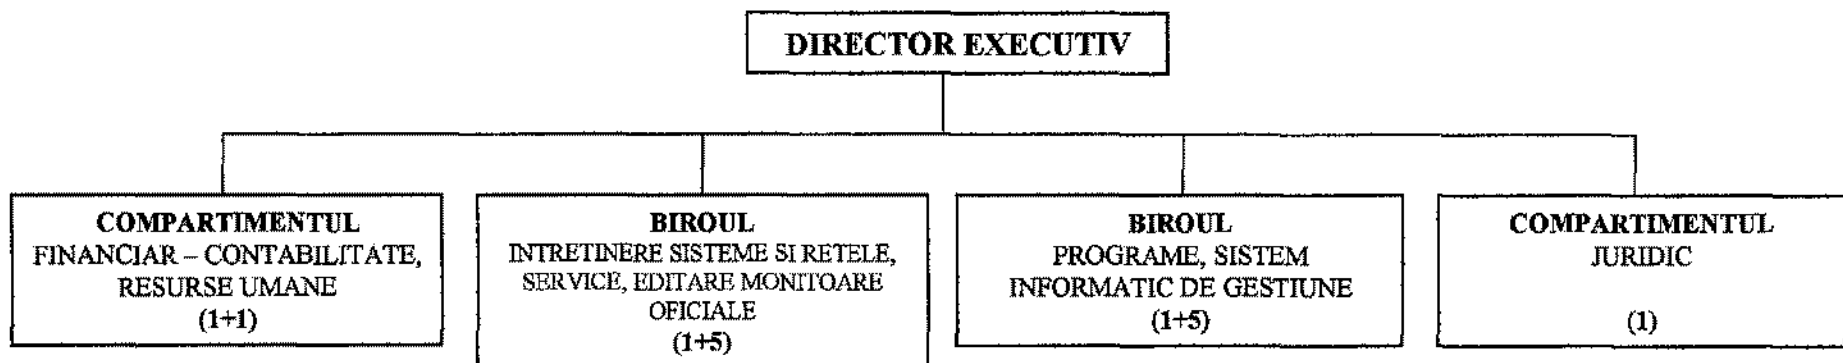 DIRECTOR EXECUTIV
COMPARTIMENTUL
FINANCIAR – CONTABILITATE,
RESURSE UMANE
(1+1)
BIROUL
INTRETINERE SISTEME SI RETELE,
SERVICE, EDITARE MONITOARE
OFICIALE
(1+5)
BIROUL
PROGRAME, SISTEM
INFORMATIC DE GESTIUNE
(1+5)
COMPARTIMENTUL
JURIDIC
(1)